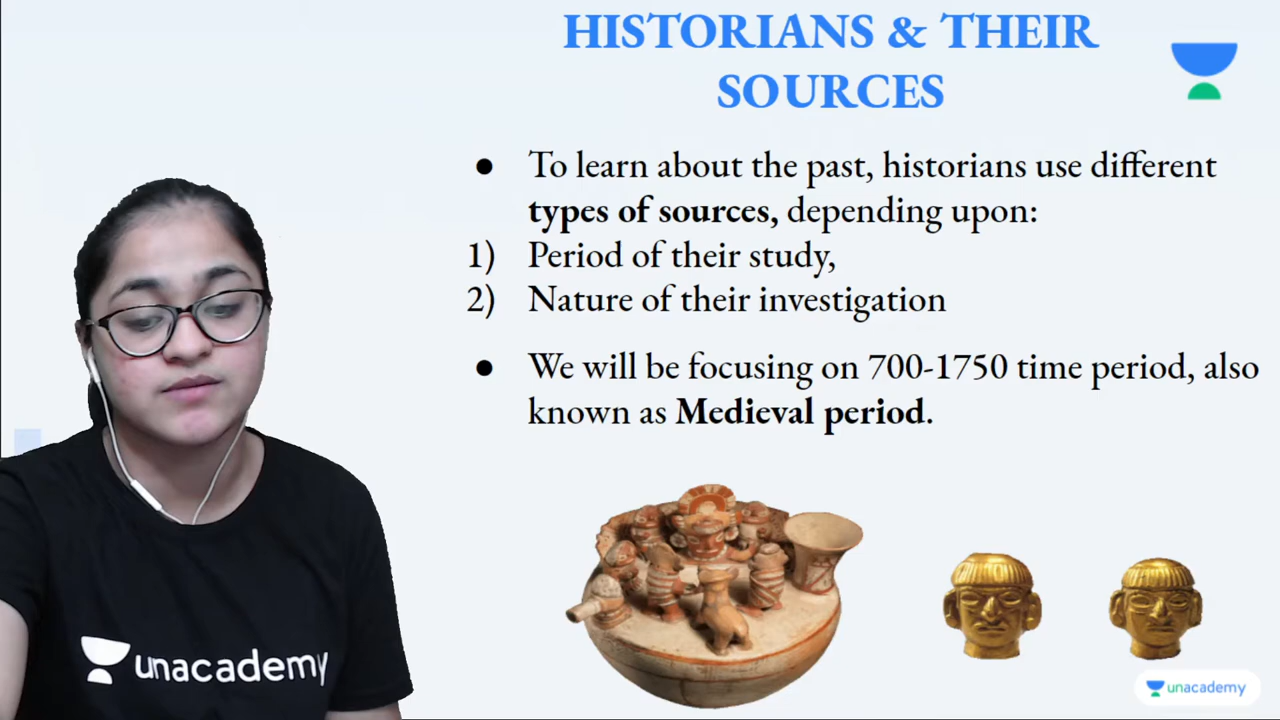 HISTORIANS & THEIR
SOURCES
● To learn about the past, historians use different
types of sources, depending upon:
1) Period of their study,
2) Nature of their investigation
● We will be focusing on 700-1750 time period, also
known as Medieval period.
unacademy
unacademy